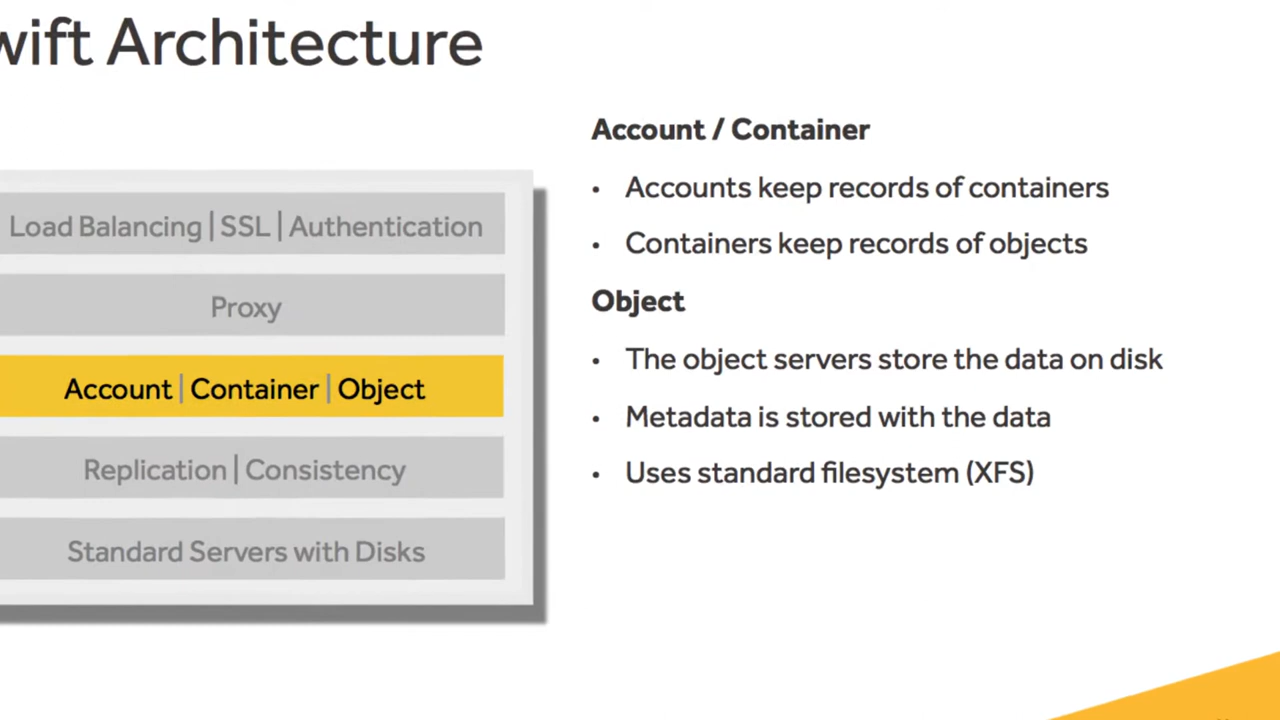 wift Architecture
Load Balancing | SSL | Authentication
Proxy
Account | Container | Object
Replication | Consistency
Standard Servers with Disks
Account / Container
• Accounts keep records of containers
• Containers keep records of objects
Object
• The object servers store the data on disk
• Metadata is stored with the data
• Uses standard filesystem (XFS)